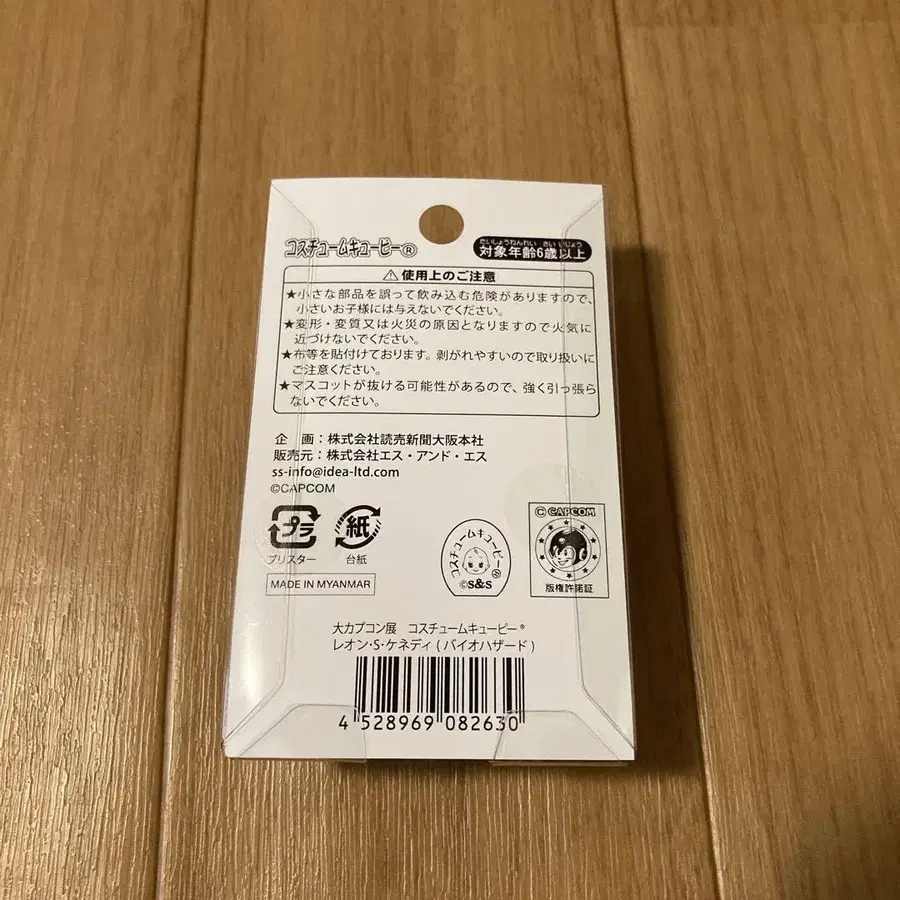 コスチュームキューピー®
たいしょうねんれい さい いじょう
対象年齢6歳以上
⚠使用上のご注意
★小さな部品を誤って飲み込む危険がありますので、
小さいお子様には与えないでください。
★変形・変質又は火災の原因となりますので火気に
近づけないでください。
★布等を貼付けております。剥がれやすいので取り扱いに
ご注意ください。
★マスコットが抜ける可能性があるので、強く引っ張ら
ないでください。
企 画：株式会社読売新聞大阪本社
販売元：株式会社エス・アンド・エス
ss-info@idea-ltd.com
©CAPCOM
プラ
ブリスター
紙
台紙
コスチュームキューピー®
©S&S
© CAPCOM
版権許諾証
MADE IN MYANMAR
大カプコン展 コスチュームキューピー®
レオン・S・ケネディ(バイオハザード)
4 528969 082630